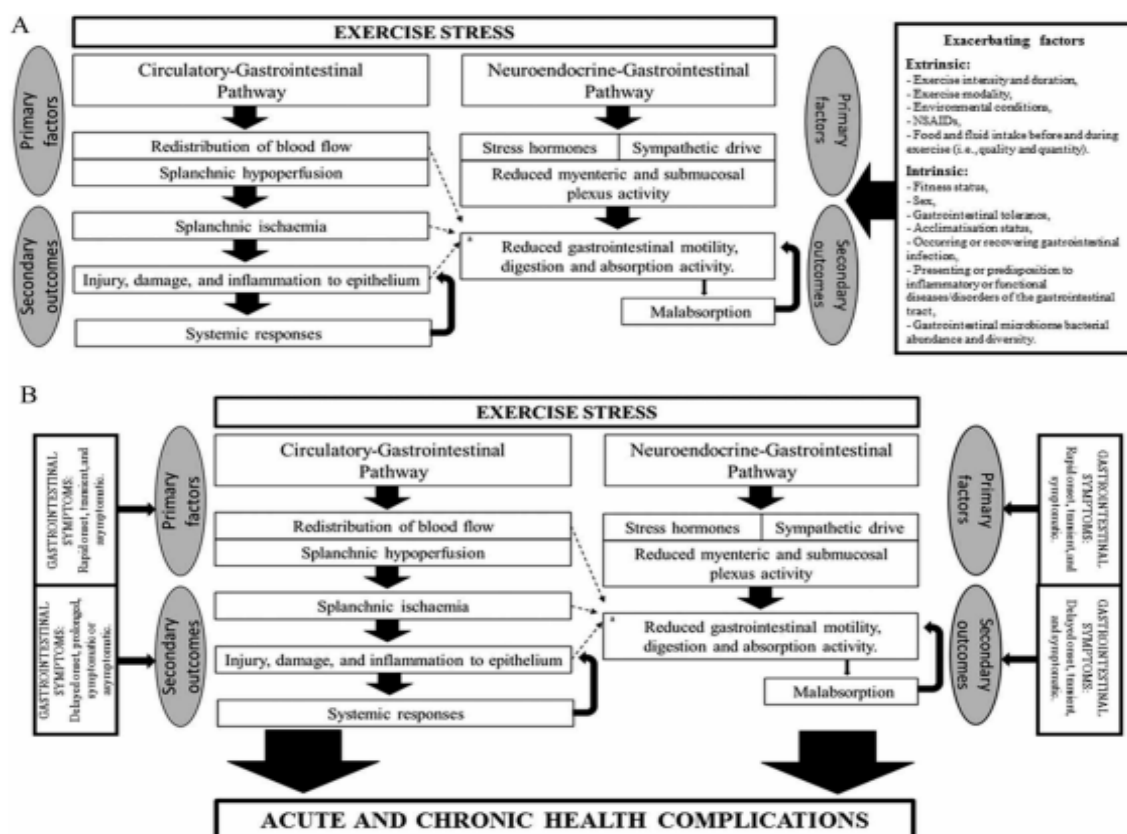 A
EXERCISE STRESS
Circulatory-Gastrointestinal
Pathway
Neuroendocrine-Gastrointestinal
Pathway
Primary
factors
Redistribution of blood flow
Splanchnic hypoperfusion
Stress hormones
Sympathetic drive
Reduced myenteric and submucosal
plexus activity
Primary
factors
Secondary
outcomes
Splanchnic ischaemia
Injury, damage, and inflammation to epithelium
Systemic responses
a
Reduced gastrointestinal motility,
digestion and absorption activity.
Malabsorption
Secondary
outcomes
Exacerbating factors
Extrinsic:
- Exercise intensity and duration,
- Exercise modality,
- Environmental conditions,
- NSAIDs,
- Food and fluid intake before and during
exercise (i.e., quality and quantity).
Intrinsic:
- Fitness status,
- Sex,
- Gastrointestinal tolerance,
- Acclimatisation status,
- Occurring or recovering gastrointestinal
infection,
- Presenting or predisposition to
inflammatory or functional
diseases/disorders of the gastrointestinal
tract,
- Gastrointestinal microbiome bacterial
abundance and diversity.
B
EXERCISE STRESS
GASTROINTESTINAL
SYMPTOMS:
Rapid onset, transient, and
asymptomatic.
Primary
factors
Circulatory-Gastrointestinal
Pathway
Redistribution of blood flow
Splanchnic hypoperfusion
Neuroendocrine-Gastrointestinal
Pathway
Stress hormones
Sympathetic drive
Reduced myenteric and submucosal
plexus activity
Primary
factors
GASTROINTESTINAL
SYMPTOMS:
Rapid onset, transient, and
symptomatic.
GASTROINTESTINAL
SYMPTOMS:
Delayed onset, prolonged,
symptomatic or
asymptomatic.
Secondary
outcomes
Splanchnic ischaemia
Injury, damage, and inflammation to epithelium
Systemic responses
a
Reduced gastrointestinal motility,
digestion and absorption activity.
Malabsorption
Secondary
outcomes
GASTROINTESTINAL
SYMPTOMS:
Delayed onset, transient,
and symptomatic.
ACUTE AND CHRONIC HEALTH COMPLICATIONS